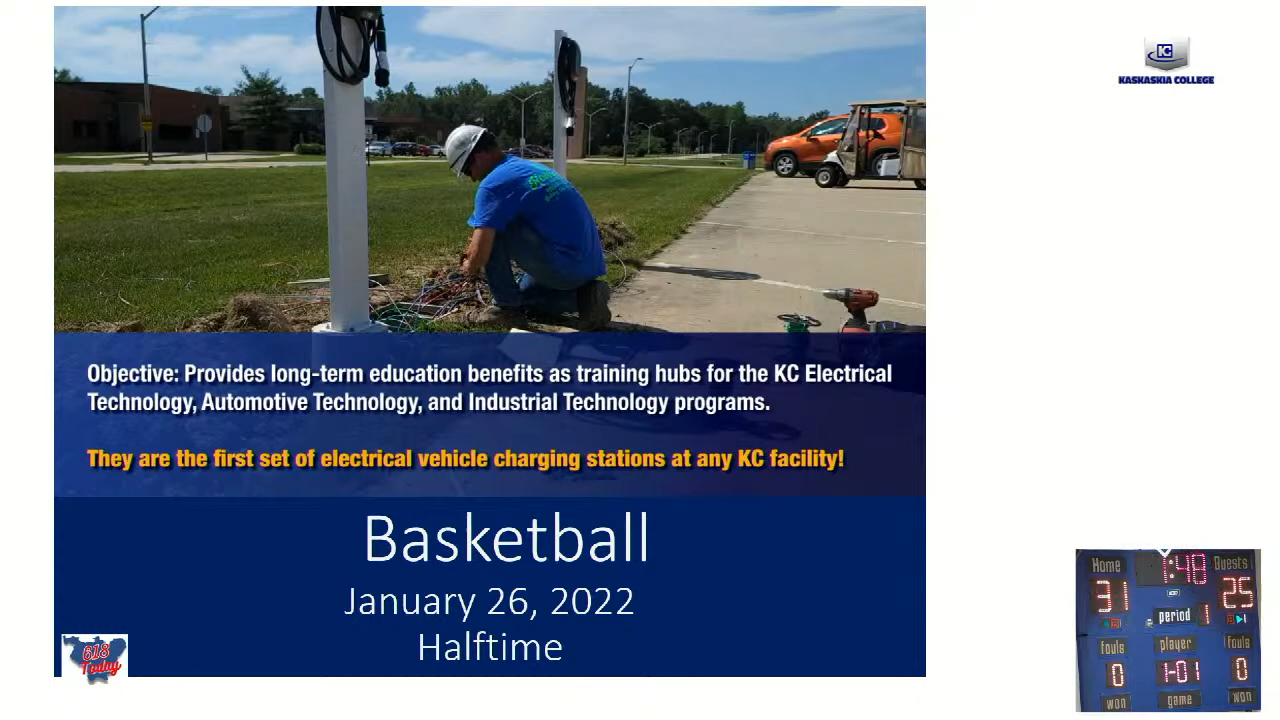 KC
KASKASKIA COLLEGE
Objective: Provides long-term education benefits as training hubs for the KC Electrical
Technology, Automotive Technology, and Industrial Technology programs.
They are the first set of electrical vehicle charging stations at any KC facility!
Basketball
January 26, 2022
Halftime
618
Today
Home 1:48 Guests
31 25
period 1
fouls player fouls
0 1-01 0
won game won